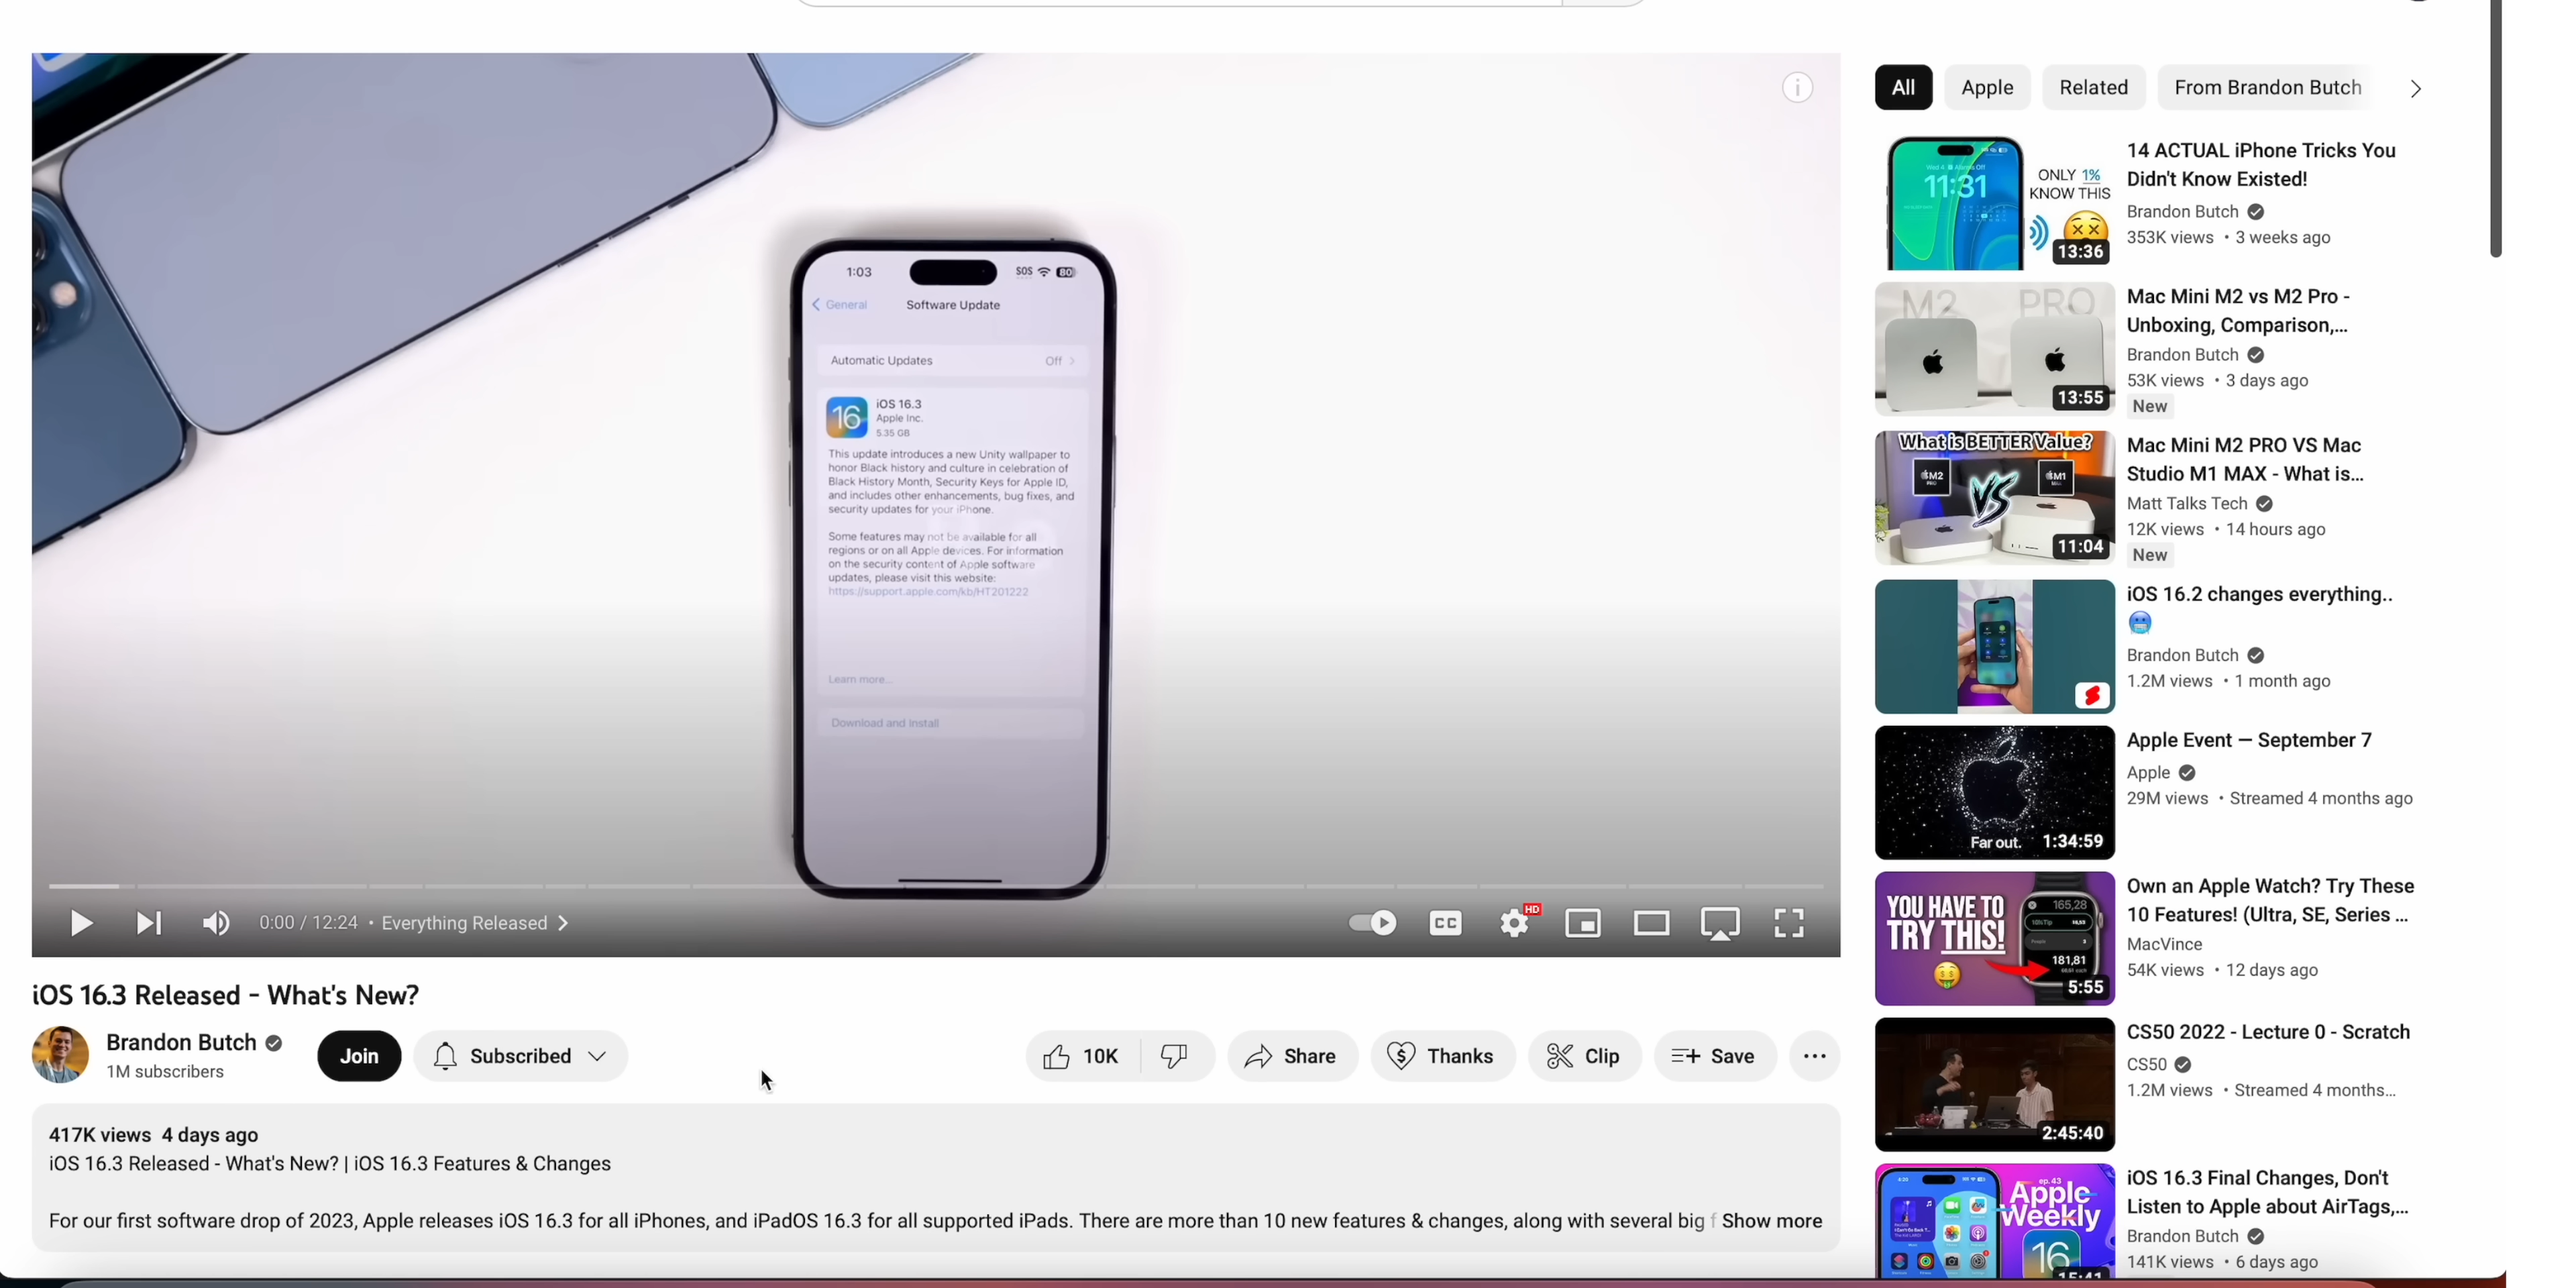 All
Apple
Related
From Brandon Butch
1:03
SOS
80
General
Software Update
Automatic Updates
Off
16
iOS 16.3
Apple Inc.
5.35 GB
This update introduces a new Unity wallpaper to
honor Black history and culture in celebration of
Black History Month, Security Keys for Apple ID,
and includes other enhancements, bug fixes, and
security updates for your iPhone.
Some features may not be available for all
regions or on all Apple devices. For information
on the security content of Apple software
updates, please visit this website:
https://support.apple.com/kb/HT201222
Learn more...
Download and Install
0:00 / 12:24 • Everything Released
CC
HD
iOS 16.3 Released - What's New?
Brandon Butch
1M subscribers
Join
Subscribed
10K
Share
Thanks
Clip
Save
417K views 4 days ago
iOS 16.3 Released - What's New? | iOS 16.3 Features & Changes
For our first software drop of 2023, Apple releases iOS 16.3 for all iPhones, and iPadOS 16.3 for all supported iPads. There are more than 10 new features & changes, along with several big f Show more
11:31
ONLY 1%
KNOW THIS
13:36
14 ACTUAL iPhone Tricks You
Didn't Know Existed!
Brandon Butch
353K views • 3 weeks ago
M2 PRO
13:55
Mac Mini M2 vs M2 Pro -
Unboxing, Comparison,...
Brandon Butch
53K views • 3 days ago
New
What is BETTER Value?
M2
PRO
VS
M1
11:04
Mac Mini M2 PRO VS Mac
Studio M1 MAX - What is...
Matt Talks Tech
12K views • 14 hours ago
New
iOS 16.2 changes everything..
Brandon Butch
1.2M views • 1 month ago
Far out.
1:34:59
Apple Event — September 7
Apple
29M views • Streamed 4 months ago
YOU HAVE TO
TRY THIS!
165,28
181,81
5:55
Own an Apple Watch? Try These
10 Features! (Ultra, SE, Series ...
MacVince
54K views • 12 days ago
2:45:40
CS50 2022 - Lecture 0 - Scratch
CS50
1.2M views • Streamed 4 months...
ep. 43
Apple
Weekly
16
15:41
iOS 16.3 Final Changes, Don't
Listen to Apple about AirTags,...
Brandon Butch
141K views • 6 days ago